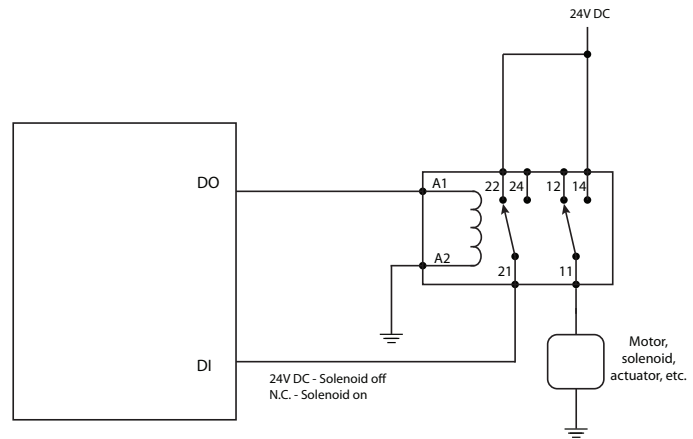 24V DC
DO
A1
22 24 12 14
A2
21
11
DI
24V DC - Solenoid off
N.C. - Solenoid on
Motor,
solenoid,
actuator, etc.